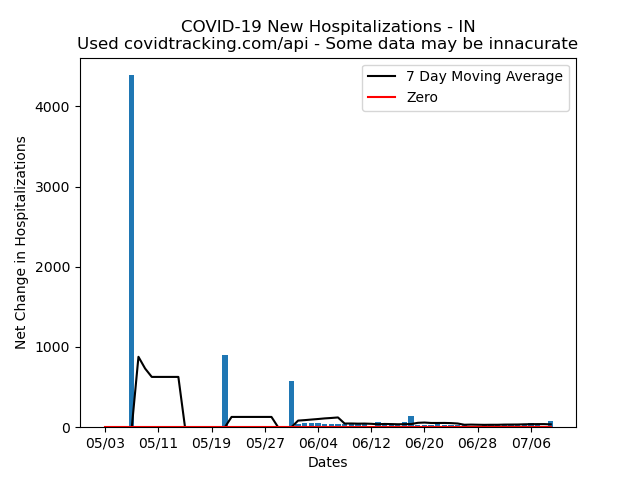 COVID-19 New Hospitalizations - IN
Used covidtracking.com/api - Some data may be innacurate
7 Day Moving Average
Zero
Net Change in Hospitalizations
4000
3000
2000
1000
0
05/03 05/11 05/19 05/27 06/04 06/12 06/20 06/28 07/06
Dates